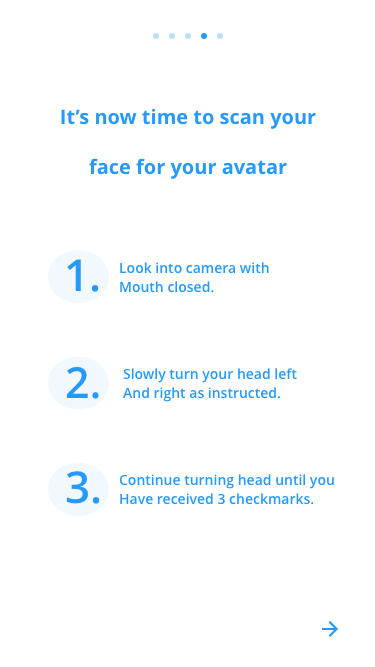 It’s now time to scan your
face for your avatar
1.
Look into camera with
Mouth closed.
2.
Slowly turn your head left
And right as instructed.
3.
Continue turning head until you
Have received 3 checkmarks.